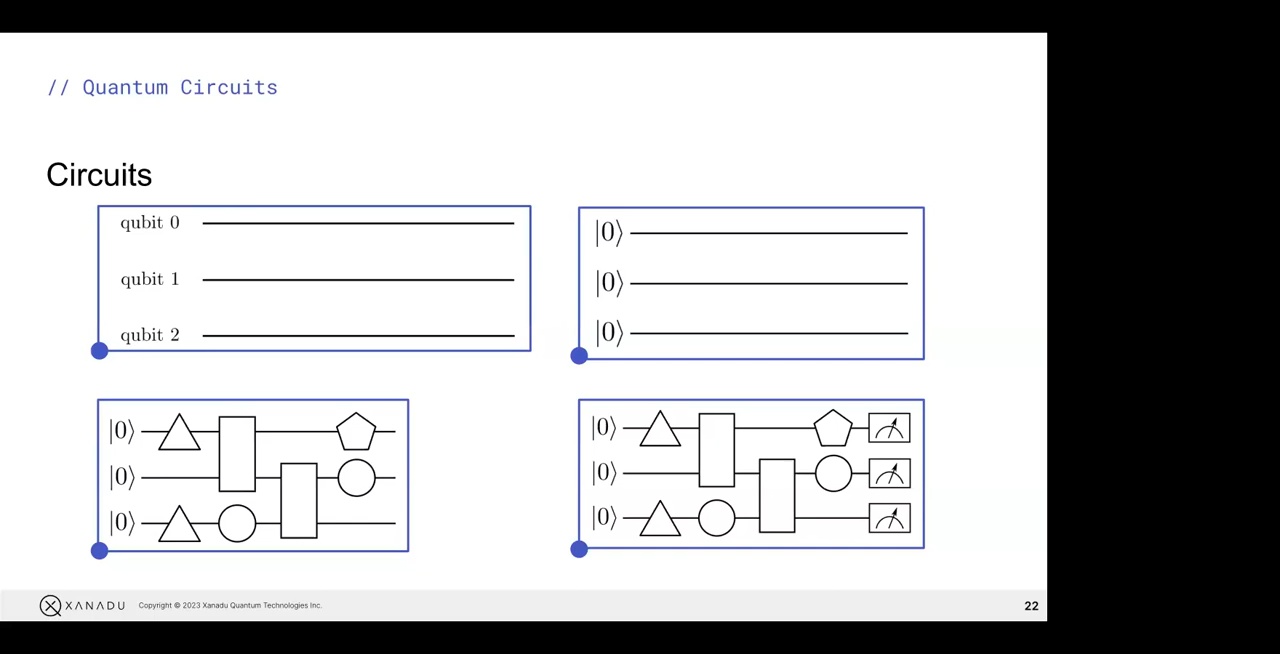 // Quantum Circuits
Circuits
qubit 0
qubit 1
qubit 2
|0⟩
|0⟩
|0⟩
|0⟩
|0⟩
|0⟩
|0⟩
|0⟩
|0⟩
XANADU Copyright © 2023 Xanadu Quantum Technologies Inc. 22